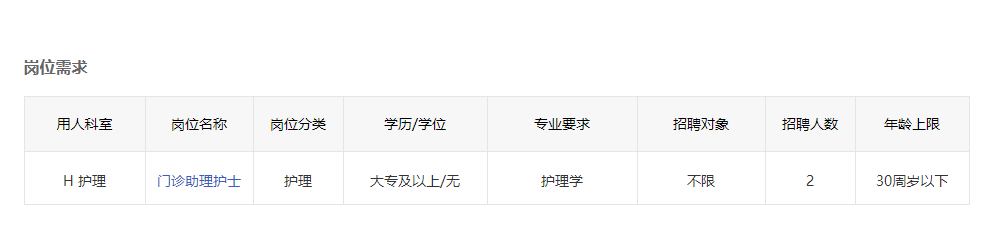 岗位需求
用人科室 岗位名称 岗位分类 学历/学位 专业要求 招聘对象 招聘人数 年龄上限
H 护理 门诊助理护士 护理 大专及以上/无 护理学 不限 2 30周岁以下